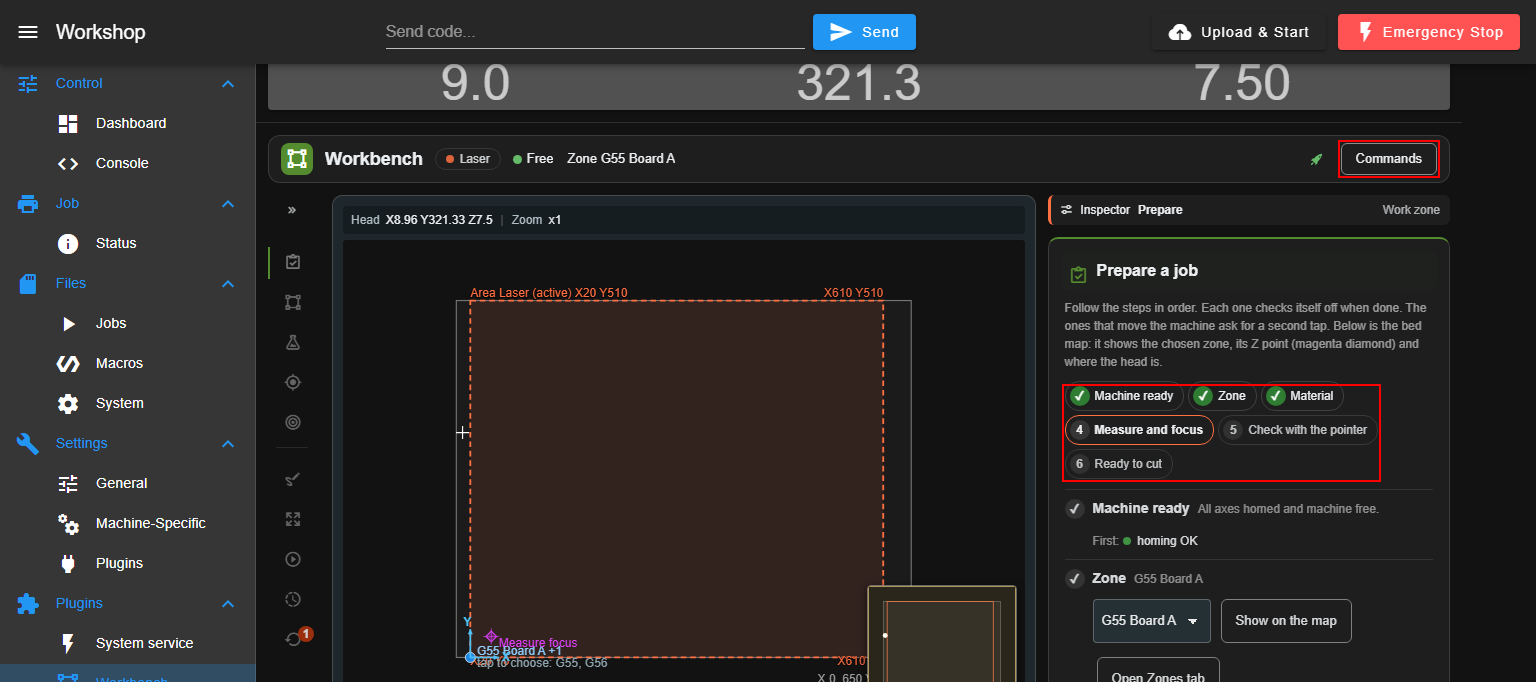 Workshop
Send code...
Send
Upload & Start
Emergency Stop
Control
Dashboard
Console
Job
Status
Files
Jobs
Macros
System
Settings
General
Machine-Specific
Plugins
Plugins
System service
Workbench
9.0 321.3 7.50
Workbench Laser Free Zone G55 Board A
Commands
Head X8.96 Y321.33 Z7.5 | Zoom x1
Area Laser (active) X20 Y510 X610 Y510
Y
Measure focus
G55 Board A +1
X
Tap to choose: G55, G56
X610
X 0, 650
1
Inspector Prepare Work zone
Prepare a job
Follow the steps in order. Each one checks itself off when done. The
ones that move the machine ask for a second tap. Below is the bed
map: it shows the chosen zone, its Z point (magenta diamond) and
where the head is.
Machine ready Zone Material
4 Measure and focus 5 Check with the pointer
6 Ready to cut
Machine ready All axes homed and machine free.
First: homing OK
Zone G55 Board A
G55 Board A Show on the map
Open Zones tab